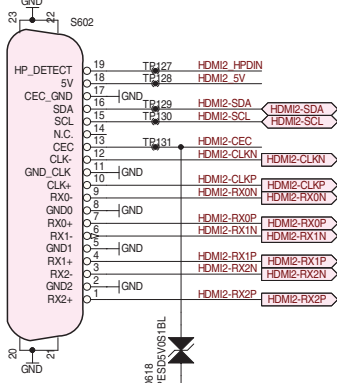 GND
23 22
S602
HP_DETECT 19 TP127 HDMI2_HPDIN
5V 18 TP128 HDMI2_5V
CEC_GND 17 GND
SDA 16 TP129 HDMI2-SDA HDMI2-SDA
SCL 15 TP130 HDMI2-SCL HDMI2-SCL
N.C. 14
CEC 13 TP131 HDMI2-CEC
CLK- 12 HDMI2-CLKN HDMI2-CLKN
GND_CLK 11 GND
CLK+ 10 HDMI2-CLKP HDMI2-CLKP
RX0- 9 HDMI2-RX0N HDMI2-RX0N
GND0 8 GND
RX0+ 7 HDMI2-RX0P HDMI2-RX0P
RX1- 6 HDMI2-RX1N HDMI2-RX1N
GND1 5 GND
RX1+ 4 HDMI2-RX1P HDMI2-RX1P
RX2- 3 HDMI2-RX2N HDMI2-RX2N
GND2 2 GND
RX2+ 1 HDMI2-RX2P HDMI2-RX2P
20 21
GND
PESD5V0S1BL